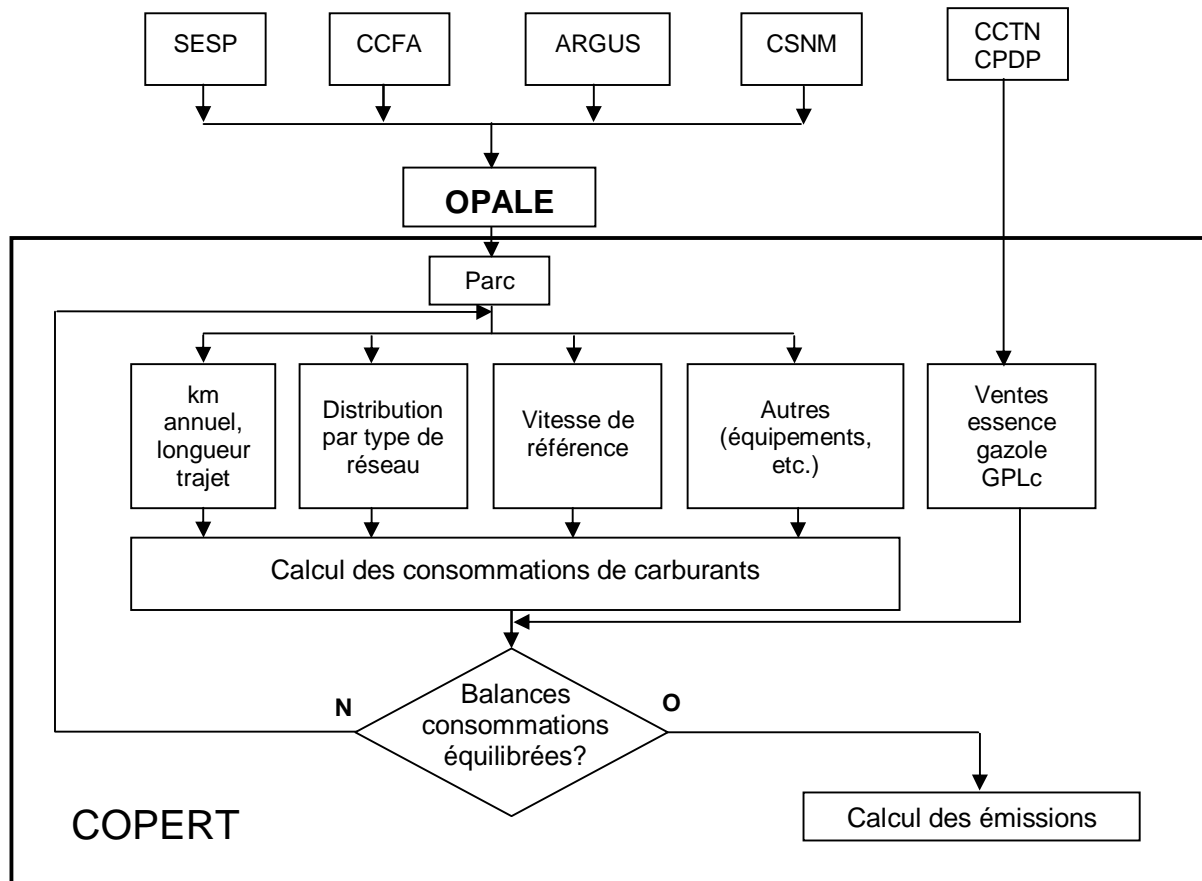 SESP
CCFA
ARGUS
CSNM
CCTN
CPDP
OPALE
Parc
km
annuel,
longueur
trajet
Distribution
par type de
réseau
Vitesse de
référence
Autres
(équipements,
etc.)
Ventes
essence
gazole
GPLc
Calcul des consommations de carburants
N
Balances
consommations
équilibrées?
O
COPERT
Calcul des émissions